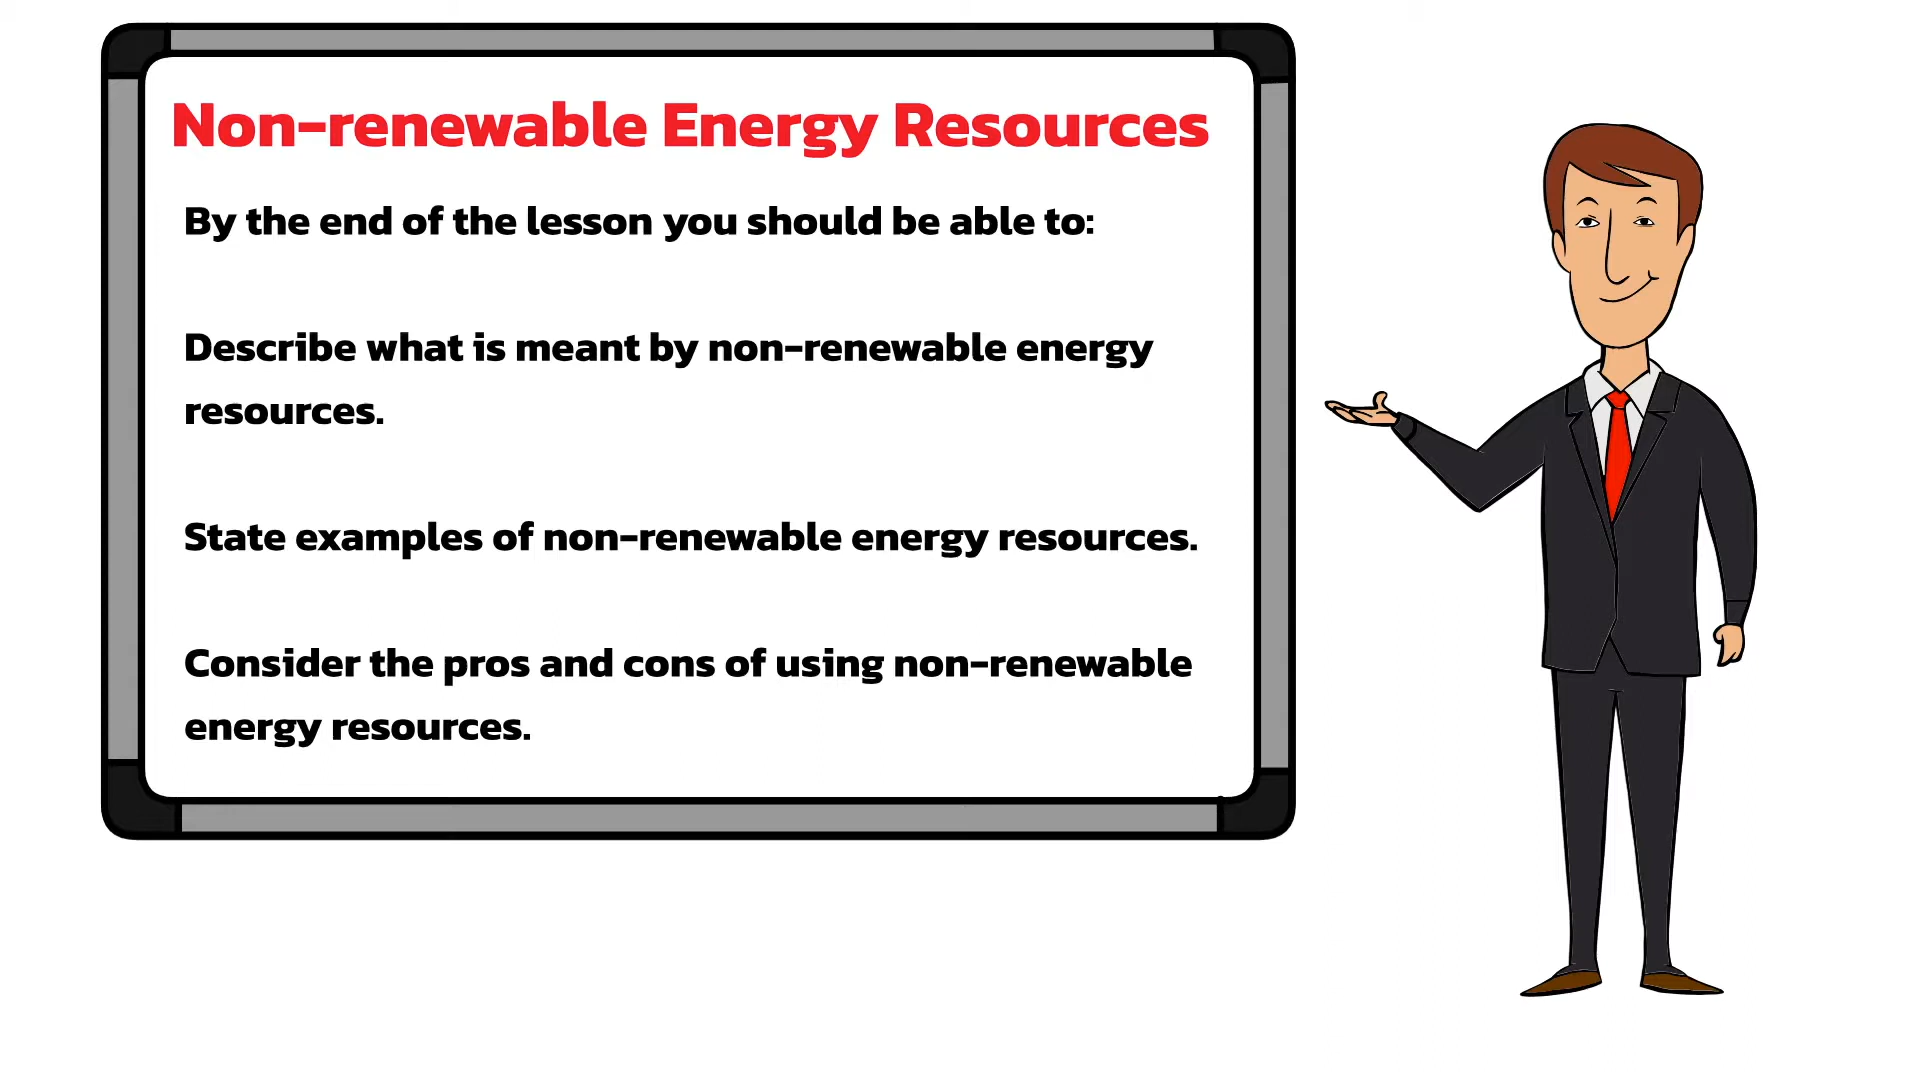 Non-renewable Energy Resources
By the end of the lesson you should be able to:
Describe what is meant by non-renewable energy
resources.
State examples of non-renewable energy resources.
Consider the pros and cons of using non-renewable
energy resources.